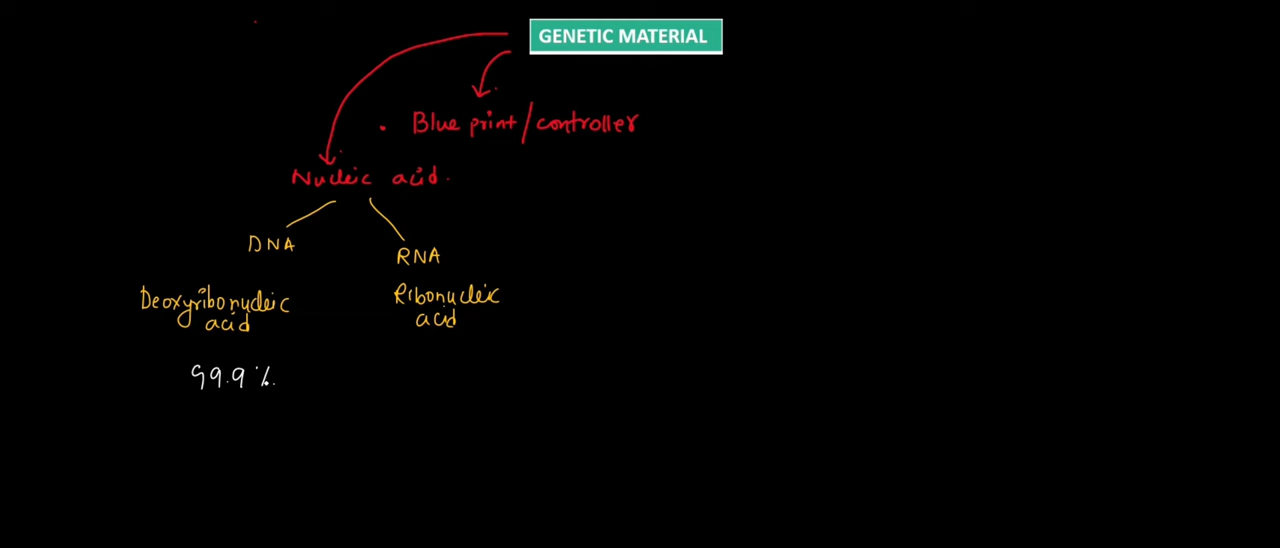 GENETIC MATERIAL
. Blue print/controller
Nucleic acid.
DNA
RNA
Deoxyribonucleic
acid
Ribonucleic
acid
99.9%.